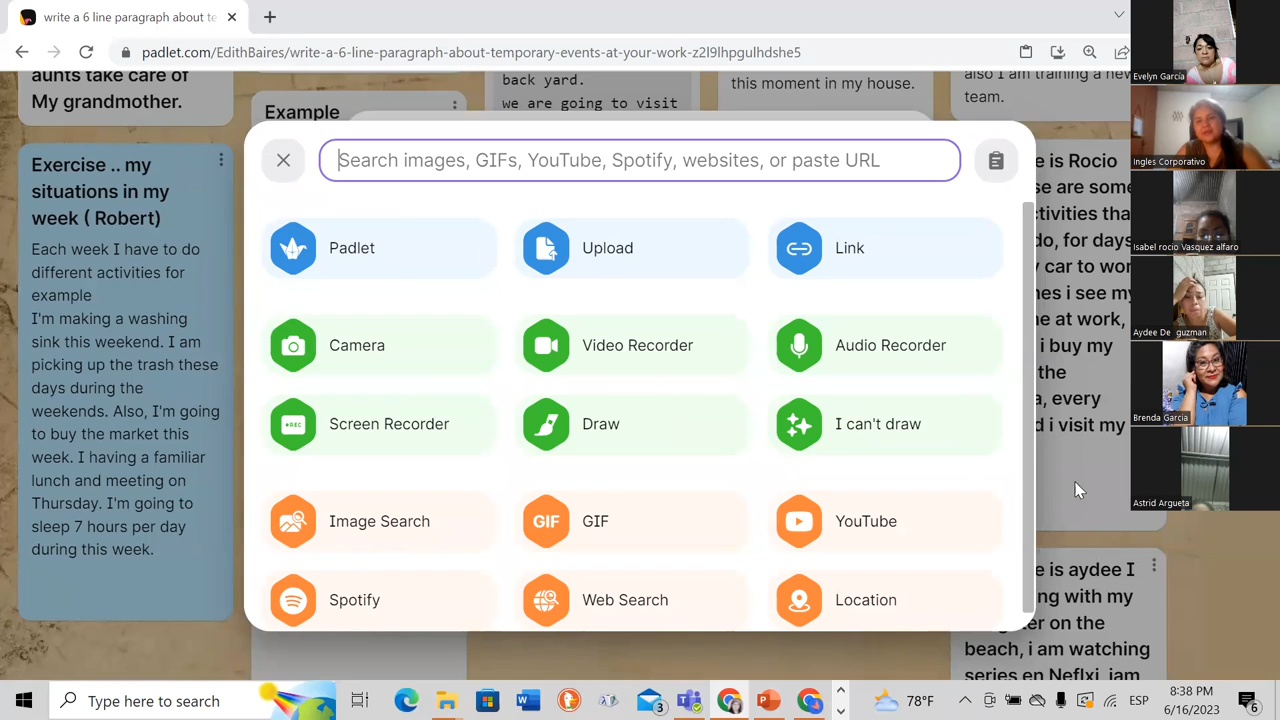 write a 6 line paragraph about te
padlet.com/EdithBaires/write-a-6-line-paragraph-about-temporary-events-at-your-work-z2l9lhpgulhdshe5
aunts take care of
My grandmother.
Exercise .. my
situations in my
week ( Robert)
Each week I have to do
different activities for
example
I'm making a washing
sink this weekend. I am
picking up the trash these
days during the
weekends. Also, I'm going
to buy the market this
week. I having a familiar
lunch and meeting on
Thursday. I'm going to
sleep 7 hours per day
during this week.
Example
back yard.
we are going to visit
this moment in my house.
also I am training a new
team.
Search images, GIFs, YouTube, Spotify, websites, or paste URL
Padlet
Upload
Link
Camera
Video Recorder
Audio Recorder
Screen Recorder
REC
Draw
I can't draw
Image Search
GIF
GIF
YouTube
Spotify
Web Search
Location
e is Rocio
se are some
ctivities tha
do, for days
y car to wor
nes i see my
ne at work,
i buy my
the
a, every
d i visit my
e is aydee I
ng with my
ghter on the
beach, i am watching
series en Neflxi, iam
Evelyn García
Ingles Corporativo
Isabel rocio Vasquez alfaro
Aydee De guzman
Brenda Garcia
Astrid Argueta
Type here to search
3
78°F
ESP
8:38 PM
6/16/2023
6